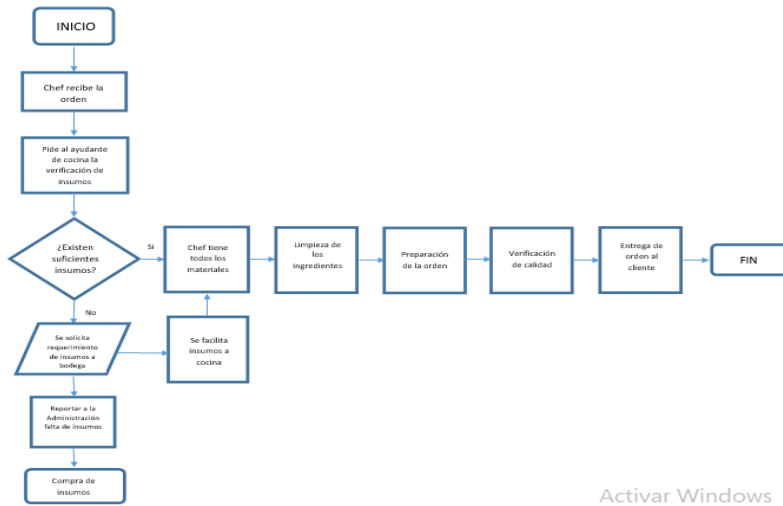 INICIO
Chef recibe la
orden
Pide al ayudante
de cocina la
verificación de
insumos
¿Existen
suficientes
insumos?
Si
Chef tiene
todos los
materiales
Limpieza de
los
ingredientes
Preparación
de la orden
Verificación
de calidad
Entrega de
orden al
cliente
FIN
No
Se solicita
requerimiento
de insumos a
bodega
Se facilita
insumos a
cocina
Reportar a la
Administración
falta de insumos
Compra de
insumos
Activar Windows